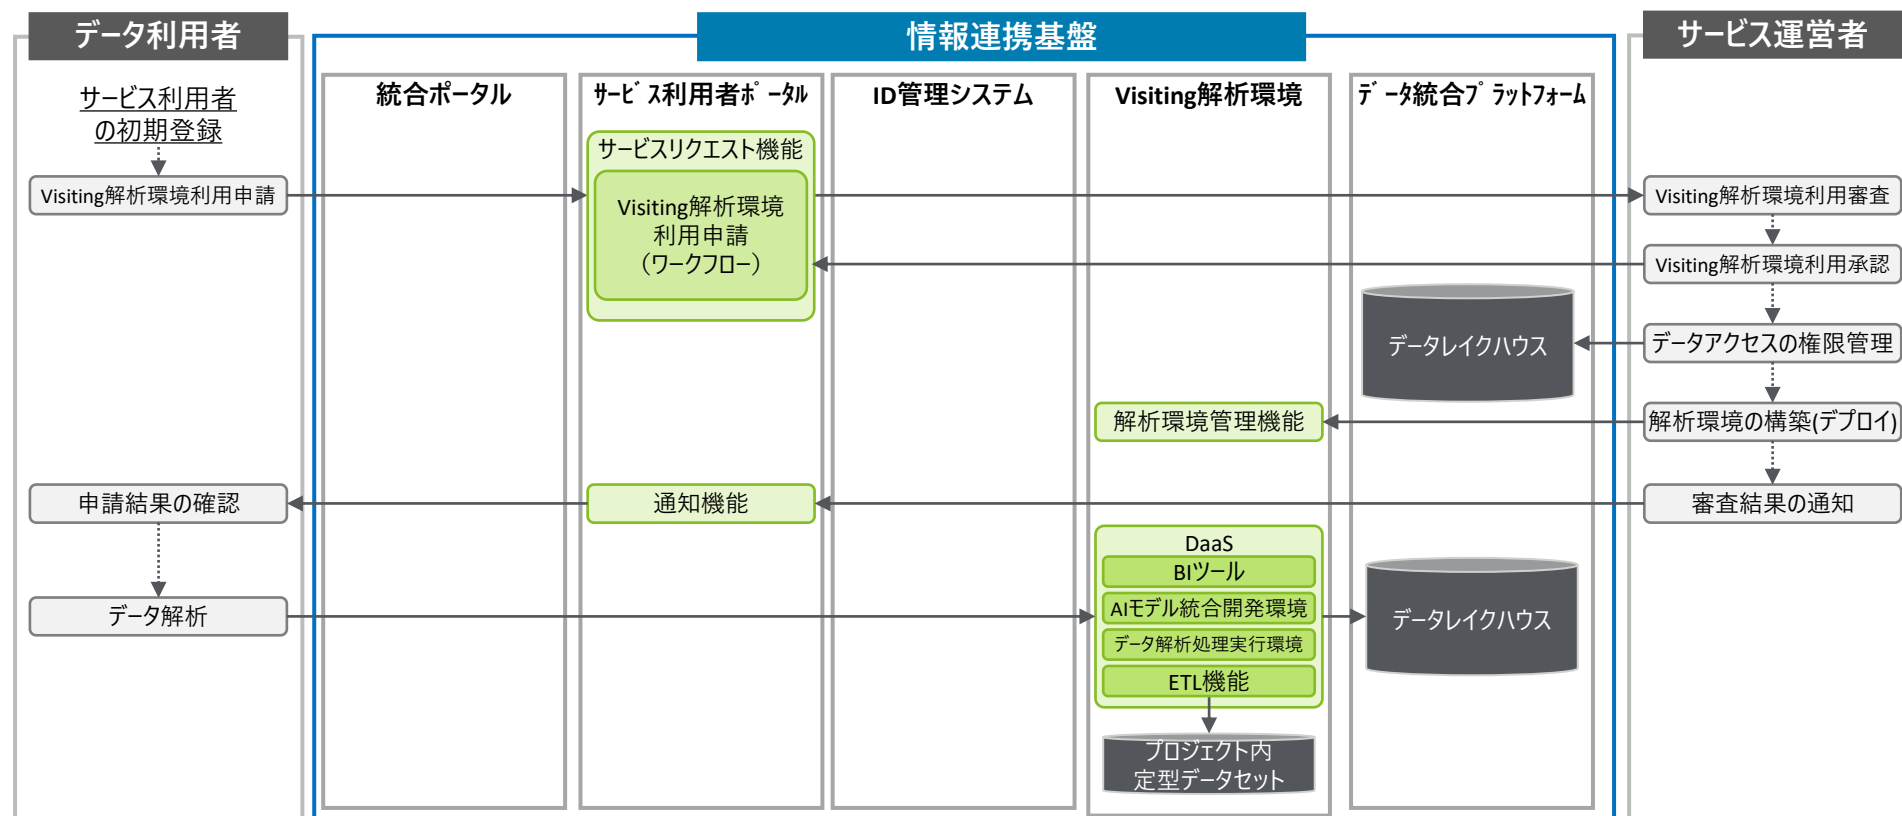 データ利用者
情報連携基盤
サービス運営者
統合ポータル
サービス利用者ポータル
ID管理システム
Visiting解析環境
データ統合プラットフォーム
サービス利用者
の初期登録
サービスリクエスト機能
Visiting解析環境利用申請
Visiting解析環境
利用申請
（ワークフロー）
Visiting解析環境利用審査
Visiting解析環境利用承認
データレイクハウス
データアクセスの権限管理
解析環境管理機能
解析環境の構築(デプロイ)
申請結果の確認
通知機能
審査結果の通知
DaaS
BIツール
AIモデル統合開発環境
データ解析処理実行環境
ETL機能
データ解析
データレイクハウス
プロジェクト内
定型データセット